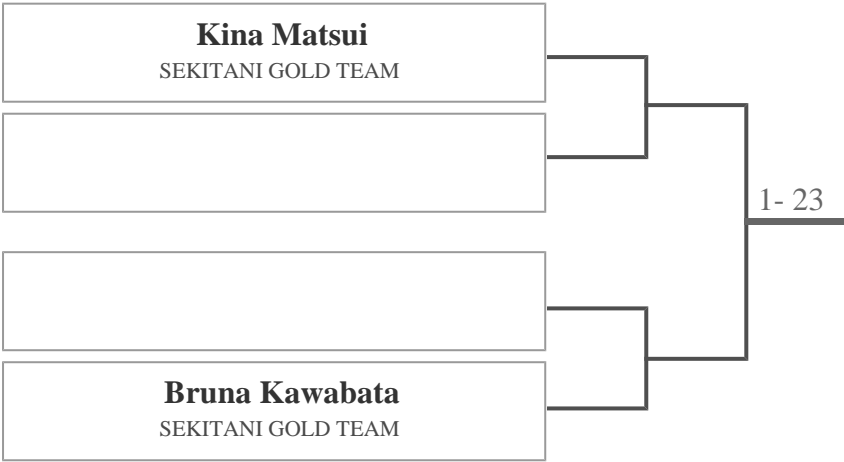 Kina Matsui
SEKITANI GOLD TEAM
1- 23
Bruna Kawabata
SEKITANI GOLD TEAM